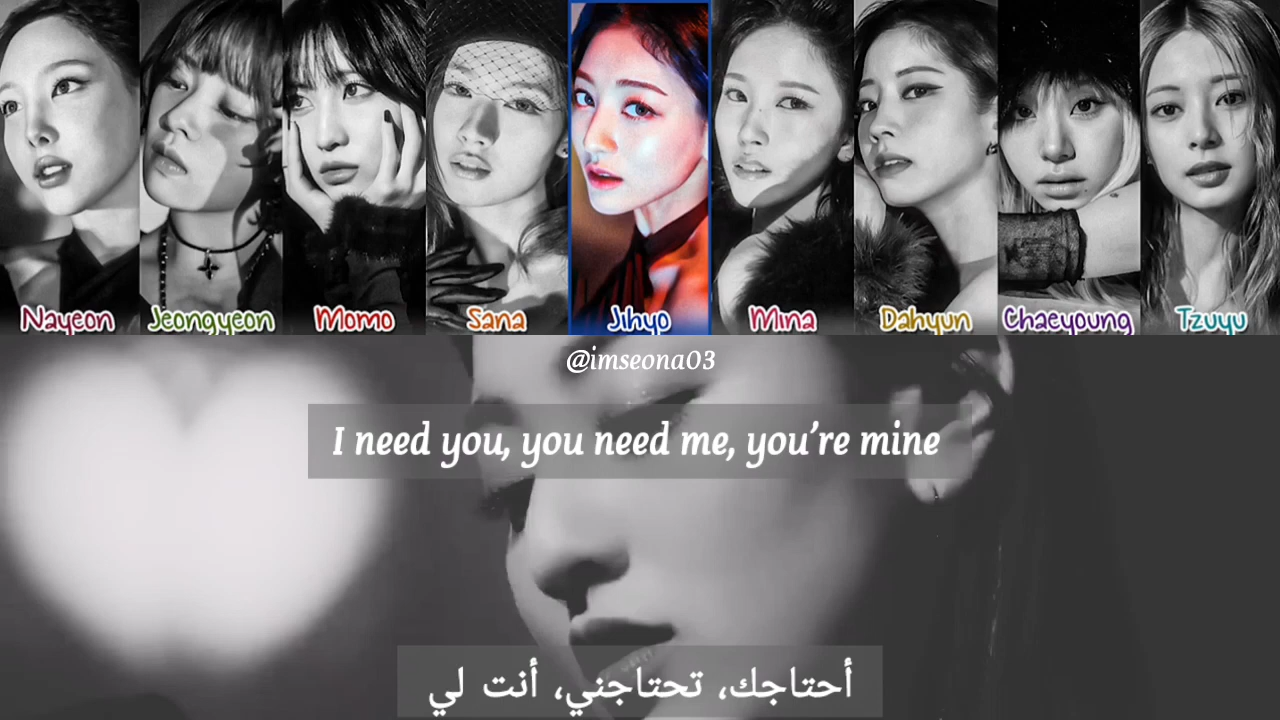 Nayeon Jeongyeon Momo Sana Jihyo Mina Dahyun Chaeyoung Tzuyu
@imseona03
I need you, you need me, you're mine
أحتاجك، تحتاجني، أنت لي